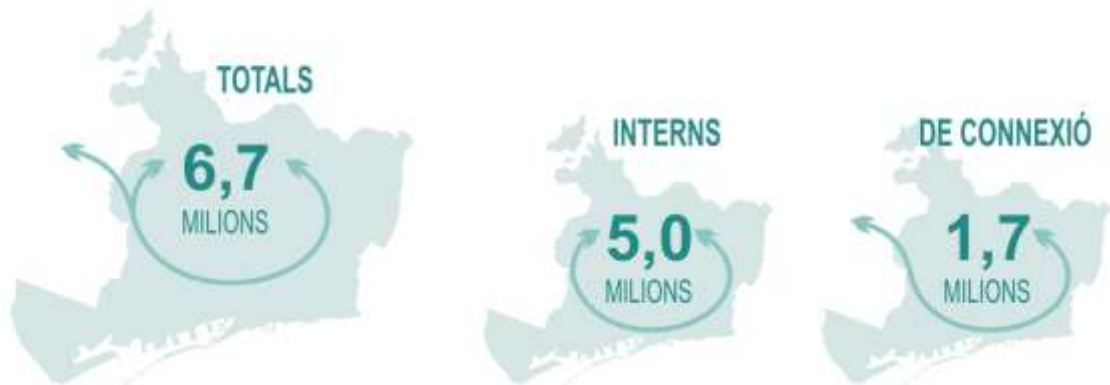 TOTALS
6,7
MILIONS
INTERNS
5,0
MILIONS
DE CONNEXIÓ
1,7
MILIONS